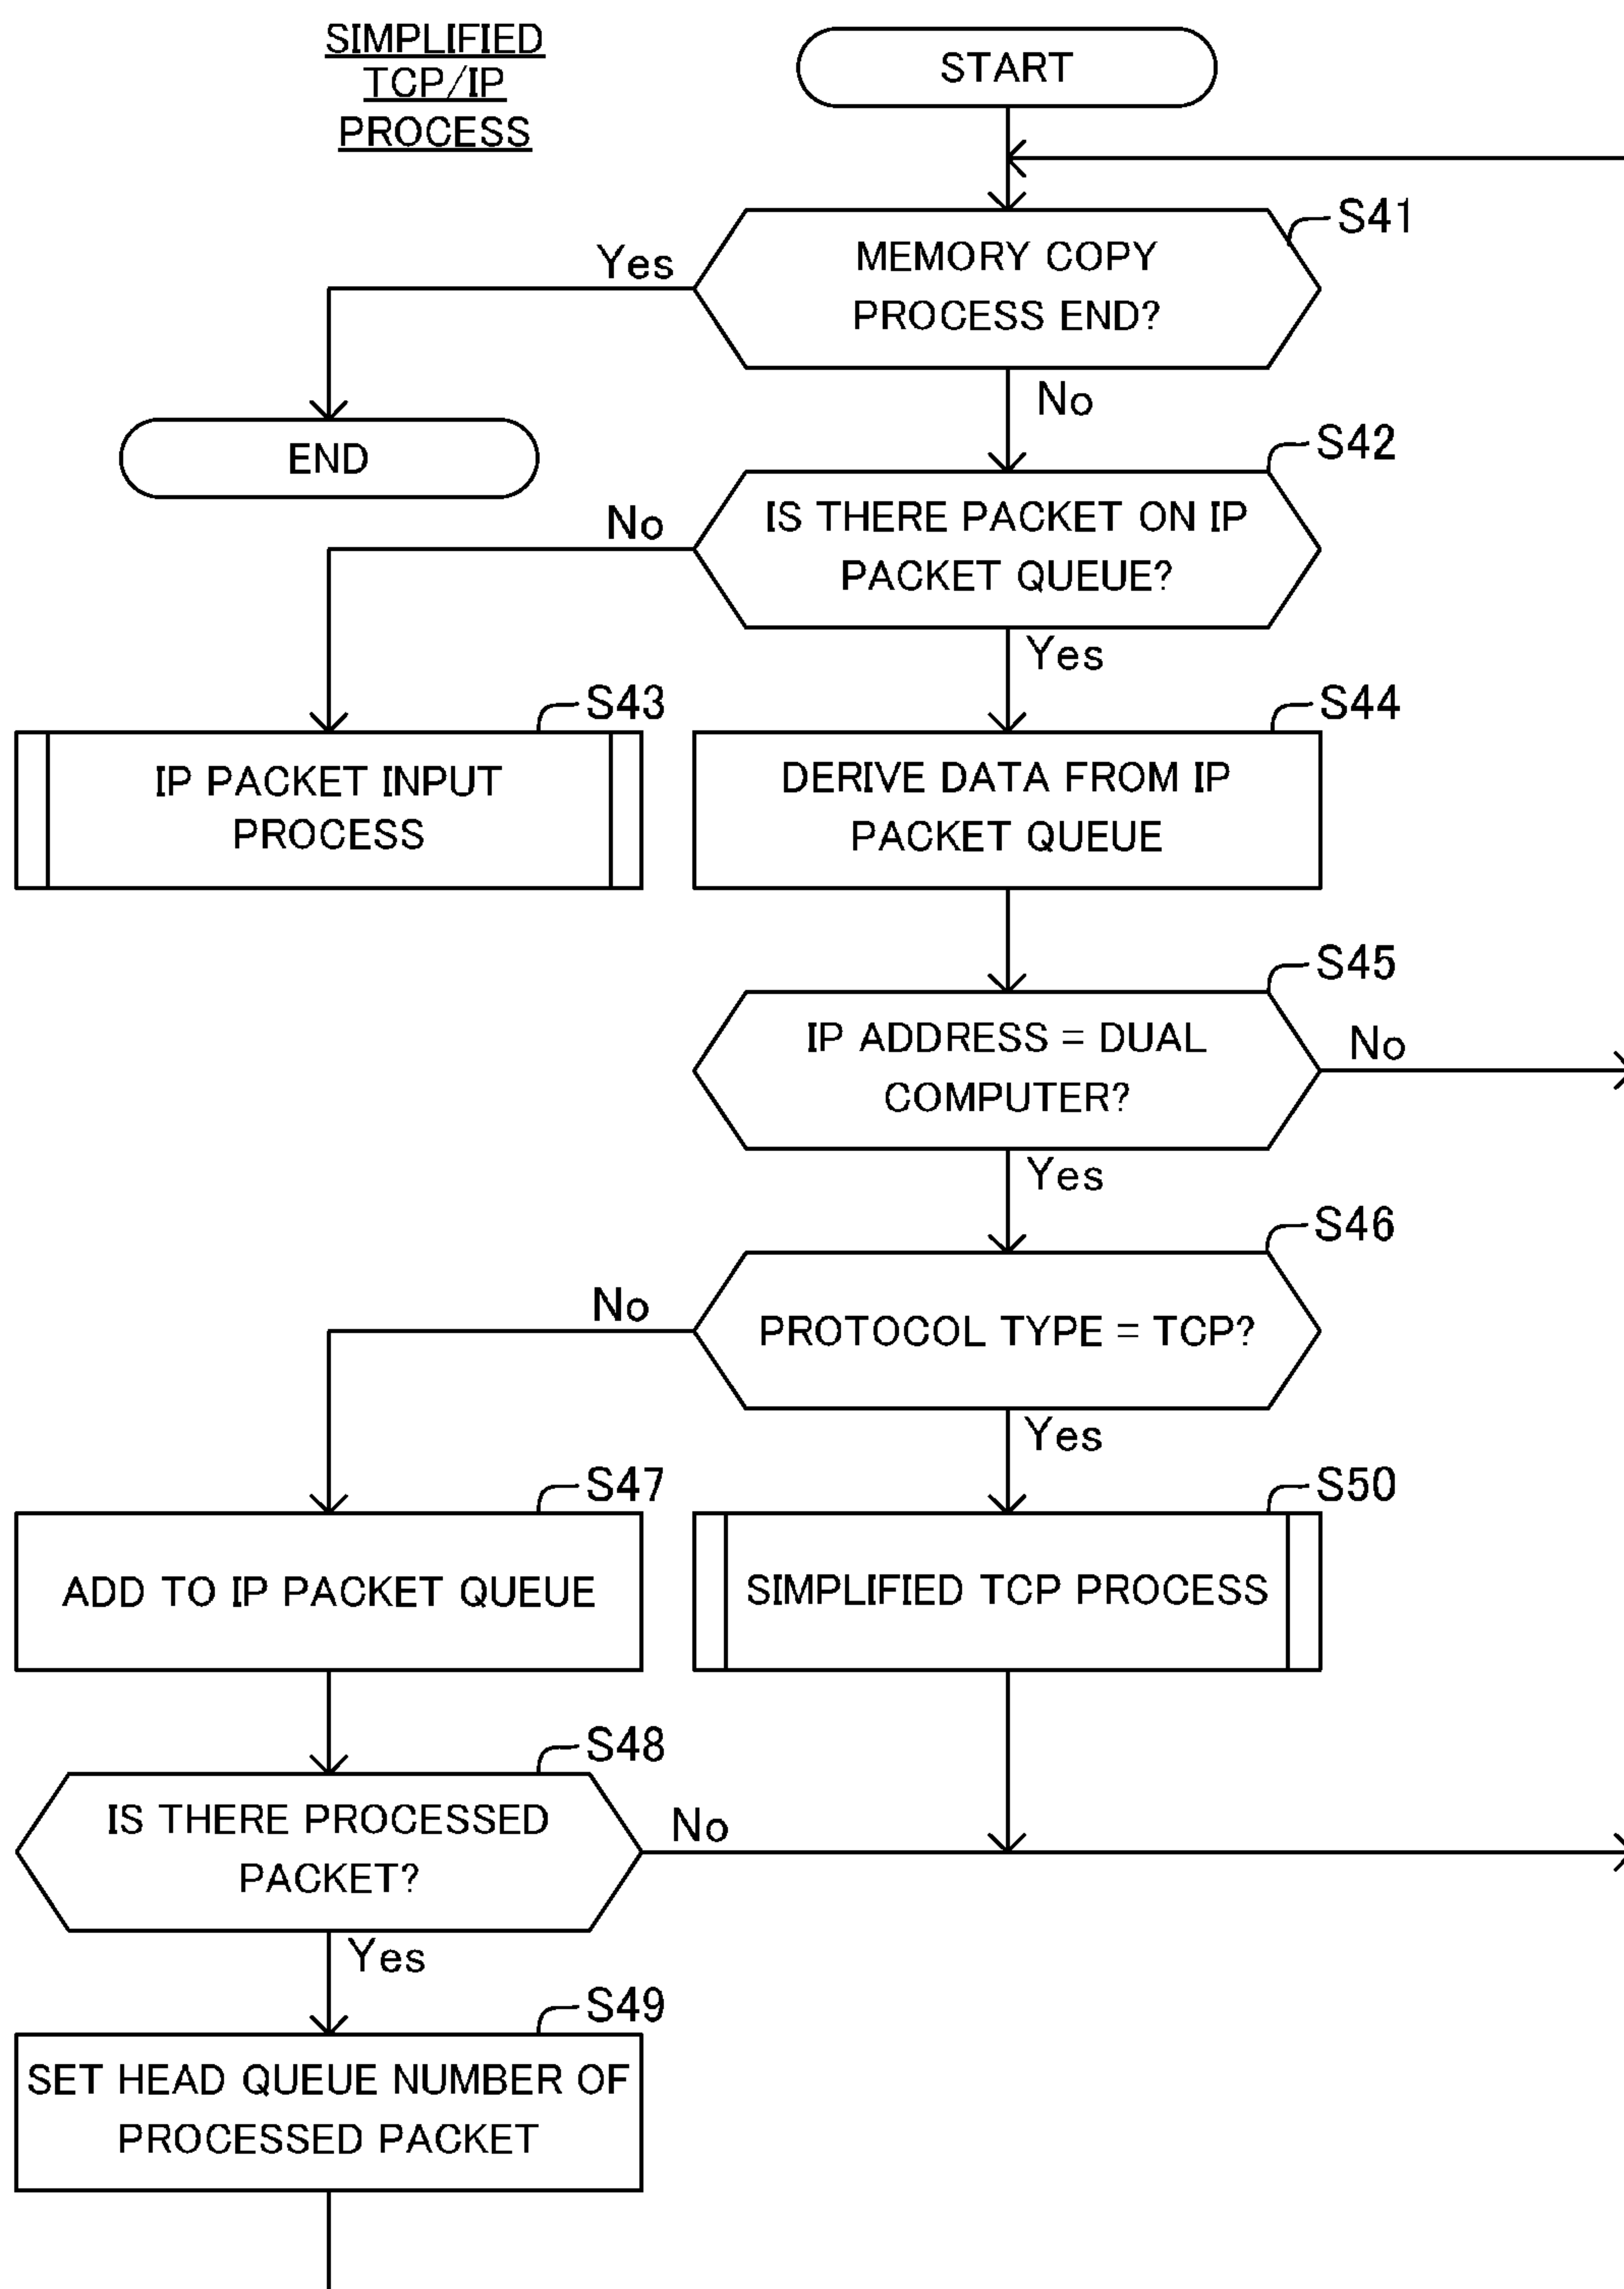 SIMPLIFIED
TCP/IP
PROCESS
START
S41
MEMORY COPY
PROCESS END?
Yes
No
END
S42
IS THERE PACKET ON IP
PACKET QUEUE?
No
Yes
S43
IP PACKET INPUT
PROCESS
S44
DERIVE DATA FROM IP
PACKET QUEUE
S45
IP ADDRESS = DUAL
COMPUTER?
No
Yes
S46
PROTOCOL TYPE = TCP?
No
Yes
S47
ADD TO IP PACKET QUEUE
S50
SIMPLIFIED TCP PROCESS
S48
IS THERE PROCESSED
PACKET?
No
Yes
S49
SET HEAD QUEUE NUMBER OF
PROCESSED PACKET